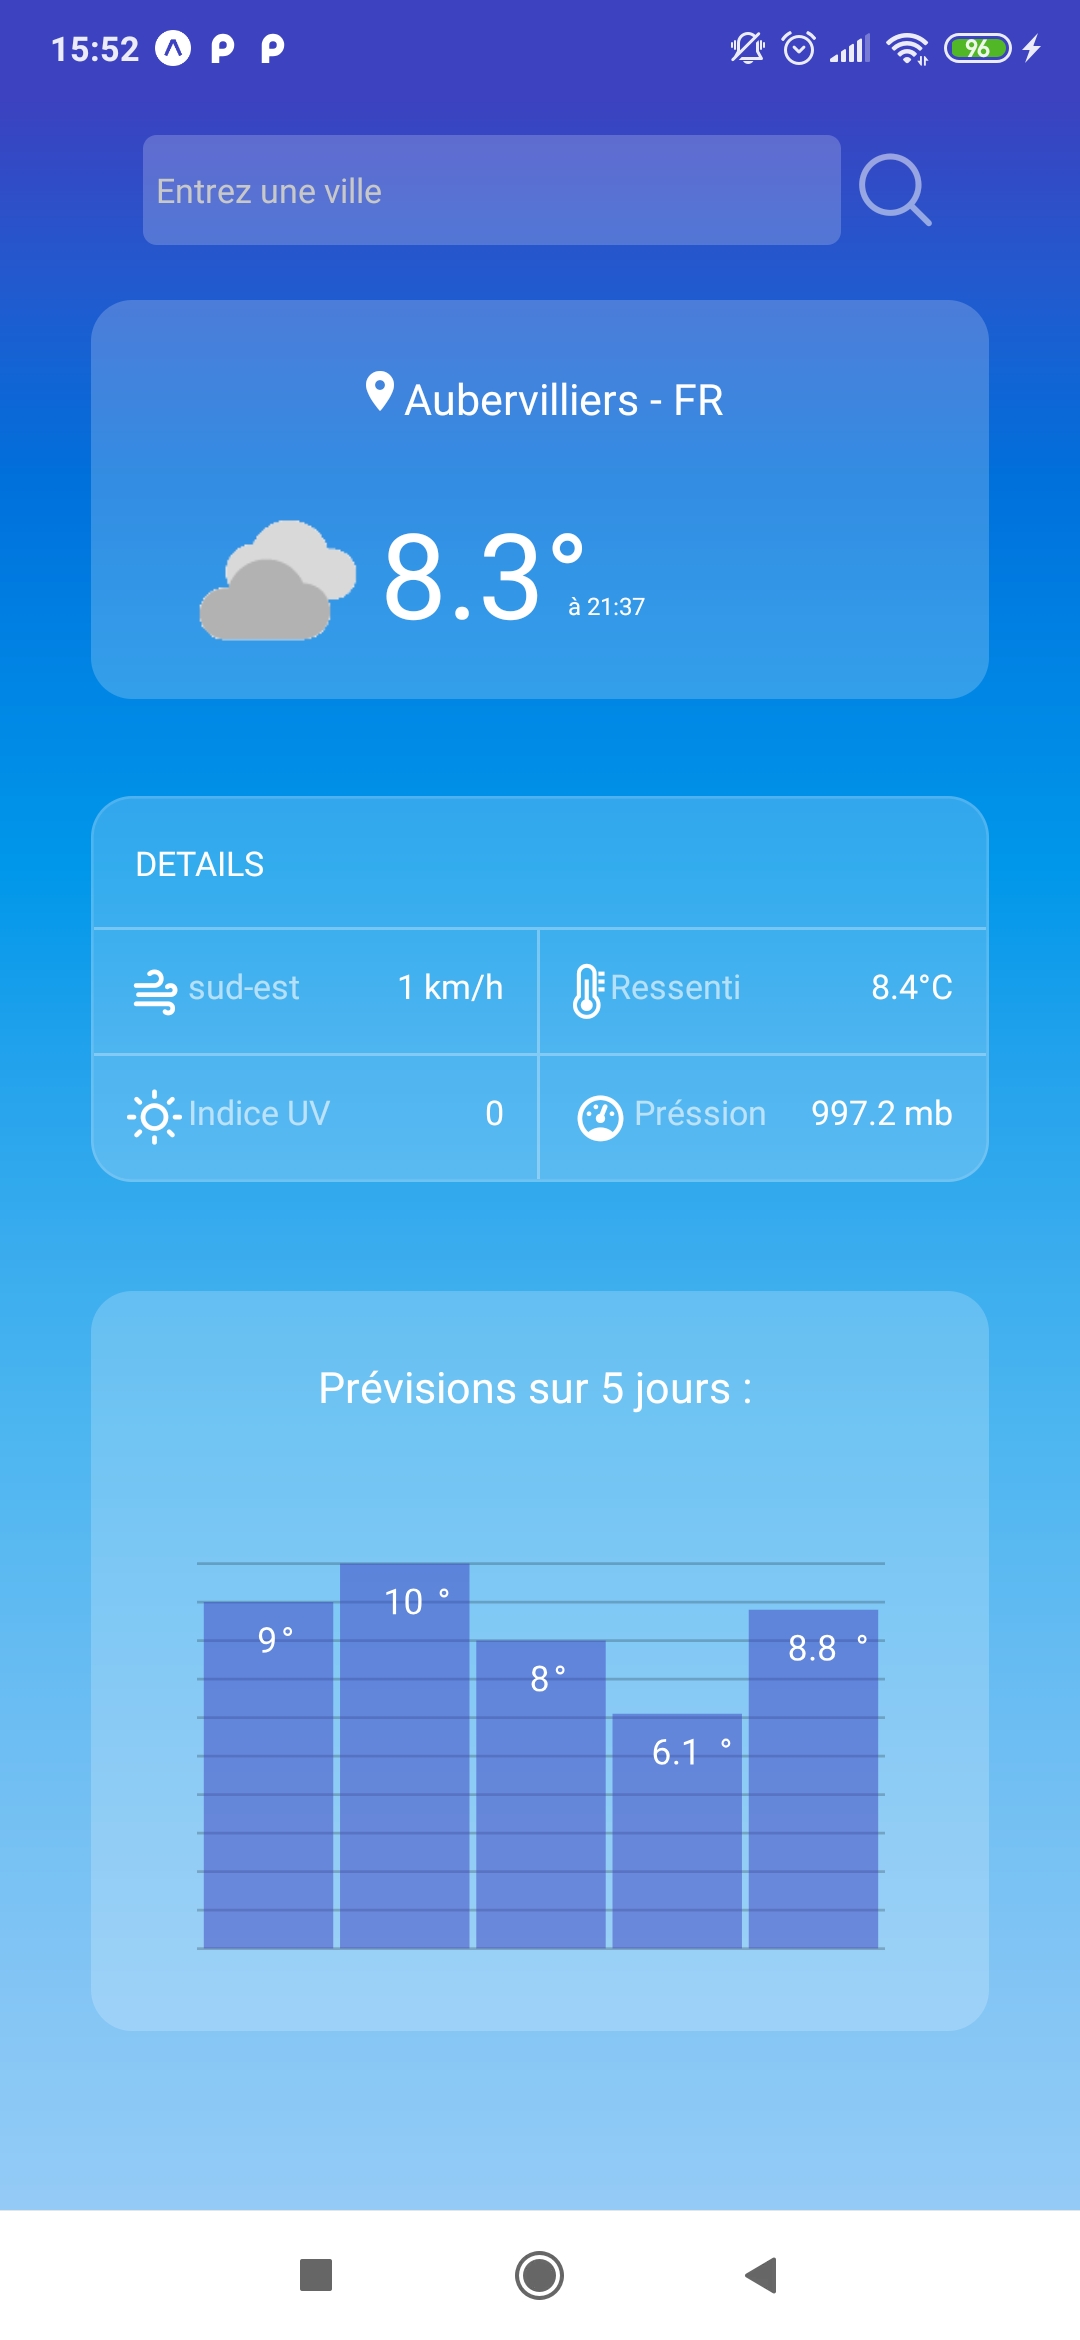 15:52 96
Entrez une ville
Aubervilliers - FR
8.3°
à 21:37
DETAILS
sud-est 1 km/h Ressenti 8.4°C
Indice UV 0 Préssion 997.2 mb
Prévisions sur 5 jours :
9° 10 ° 8° 6.1 ° 8.8 °